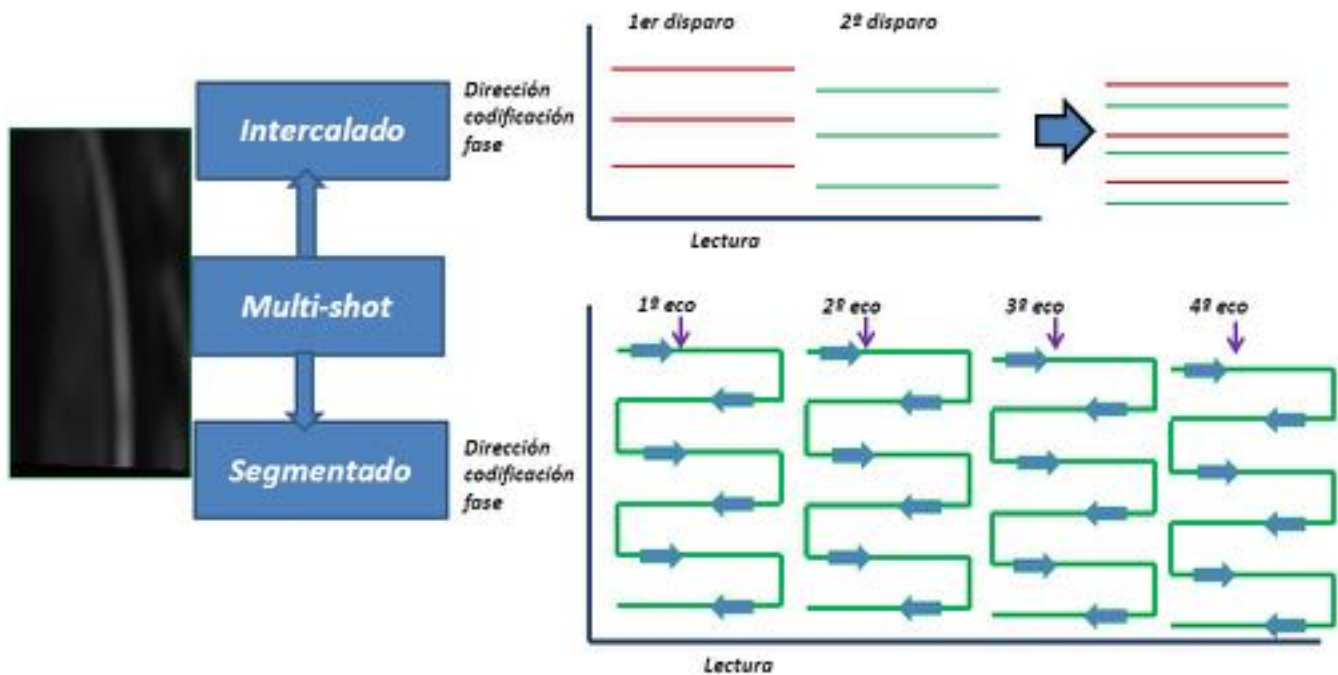 1er disparo
2º disparo
Intercalado
Dirección
codificación
fase
Lectura
Multi-shot
1º eco
2º eco
3º eco
4º eco
Segmentado
Dirección
codificación
fase
Lectura